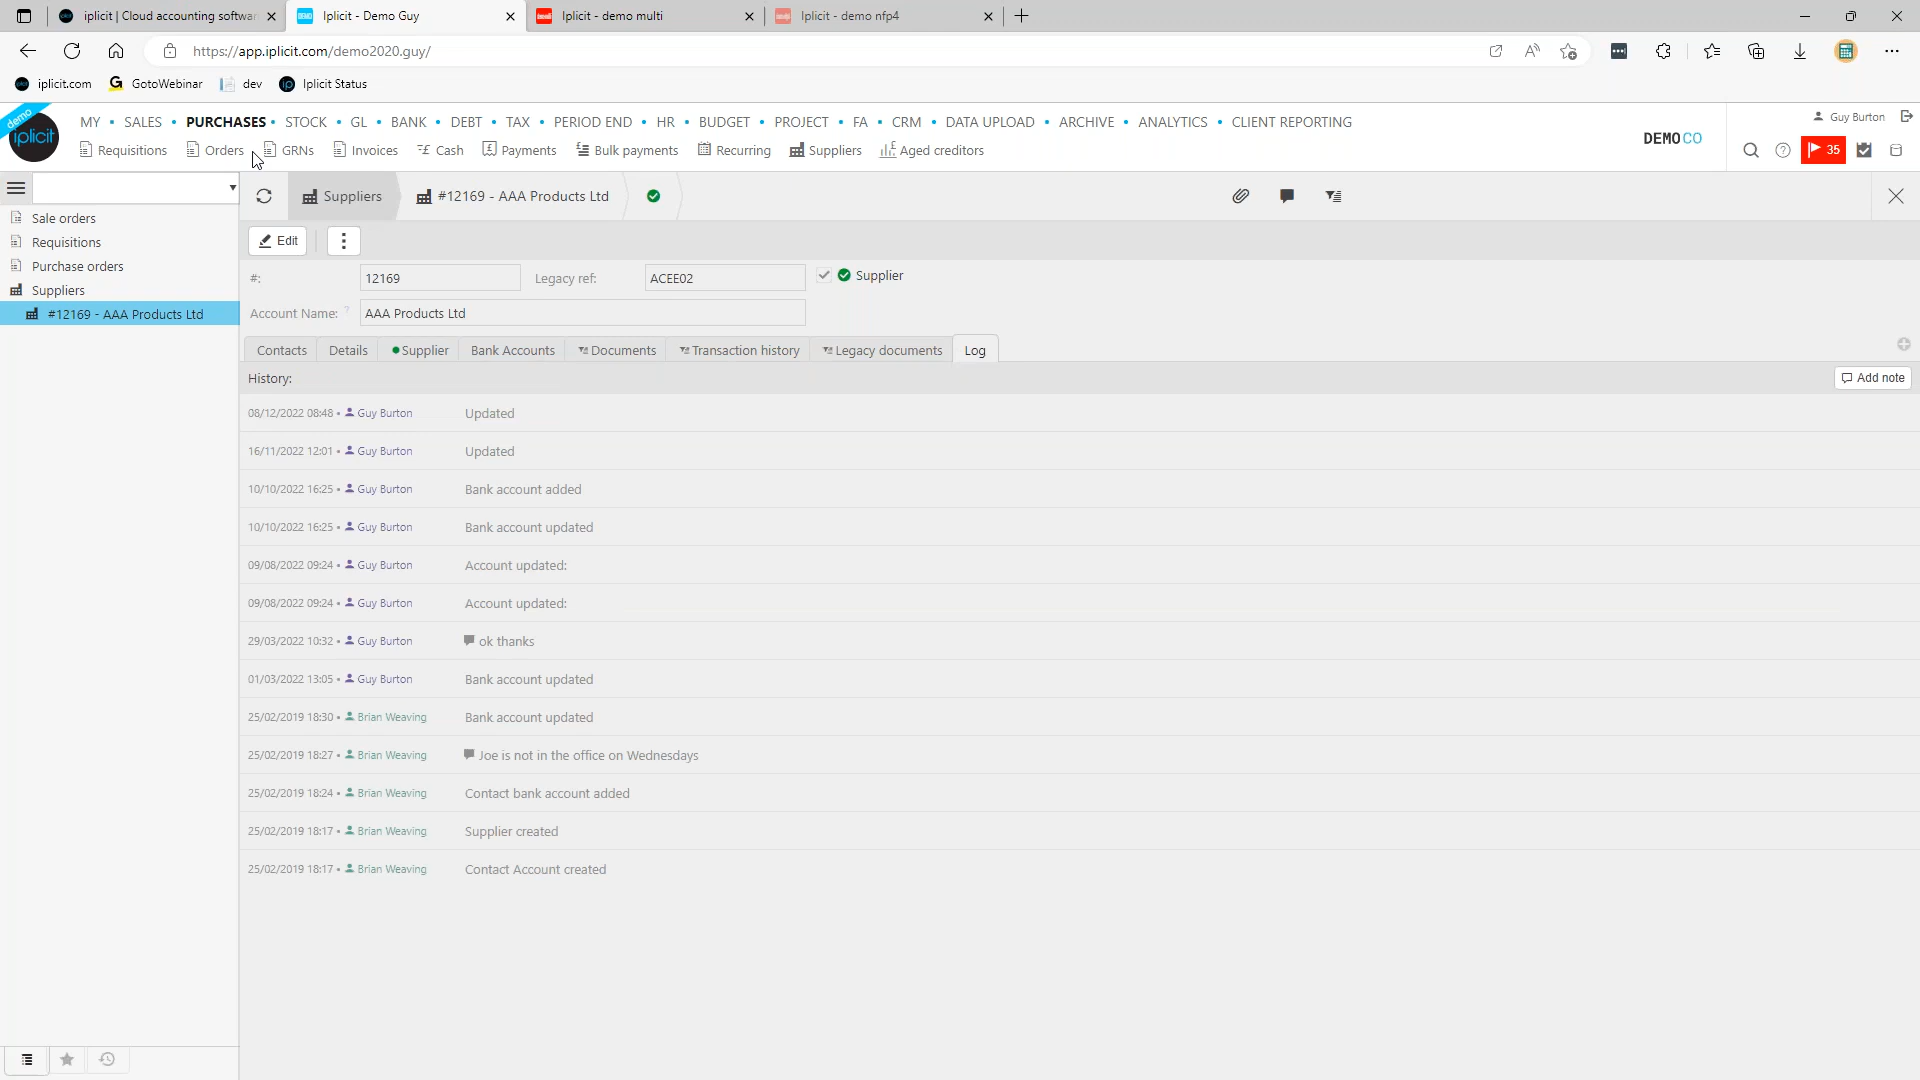 iplicit | Cloud accounting softwar
Iplicit - Demo Guy
Iplicit - demo multi
Iplicit - demo nfp4
https://app.iplicit.com/demo2020.guy/
iplicit.com
GotoWebinar
dev
Iplicit Status
demo
iplicit
MY • SALES • PURCHASES • STOCK • GL • BANK • DEBT • TAX • PERIOD END • HR • BUDGET • PROJECT • FA • CRM • DATA UPLOAD • ARCHIVE • ANALYTICS • CLIENT REPORTING
Requisitions Orders GRNs Invoices Cash Payments Bulk payments Recurring Suppliers Aged creditors
DEMOCO
Guy Burton
35
Sale orders
Requisitions
Purchase orders
Suppliers
#12169 - AAA Products Ltd
Suppliers
#12169 - AAA Products Ltd
Edit
#: 12169 Legacy ref: ACEE02 Supplier
Account Name: ? AAA Products Ltd
Contacts Details Supplier Bank Accounts Documents Transaction history Legacy documents Log
History: Add note
08/12/2022 08:48 • Guy Burton Updated
16/11/2022 12:01 • Guy Burton Updated
10/10/2022 16:25 • Guy Burton Bank account added
10/10/2022 16:25 • Guy Burton Bank account updated
09/08/2022 09:24 • Guy Burton Account updated:
09/08/2022 09:24 • Guy Burton Account updated:
29/03/2022 10:32 • Guy Burton ok thanks
01/03/2022 13:05 • Guy Burton Bank account updated
25/02/2019 18:30 • Brian Weaving Bank account updated
25/02/2019 18:27 • Brian Weaving Joe is not in the office on Wednesdays
25/02/2019 18:24 • Brian Weaving Contact bank account added
25/02/2019 18:17 • Brian Weaving Supplier created
25/02/2019 18:17 • Brian Weaving Contact Account created